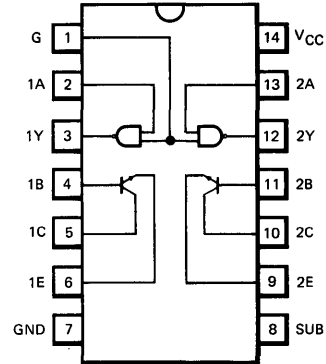 G 1 14 VCC
1A 2 13 2A
1Y 3 12 2Y
1B 4 11 2B
1C 5 10 2C
1E 6 9 2E
GND 7 8 SUB